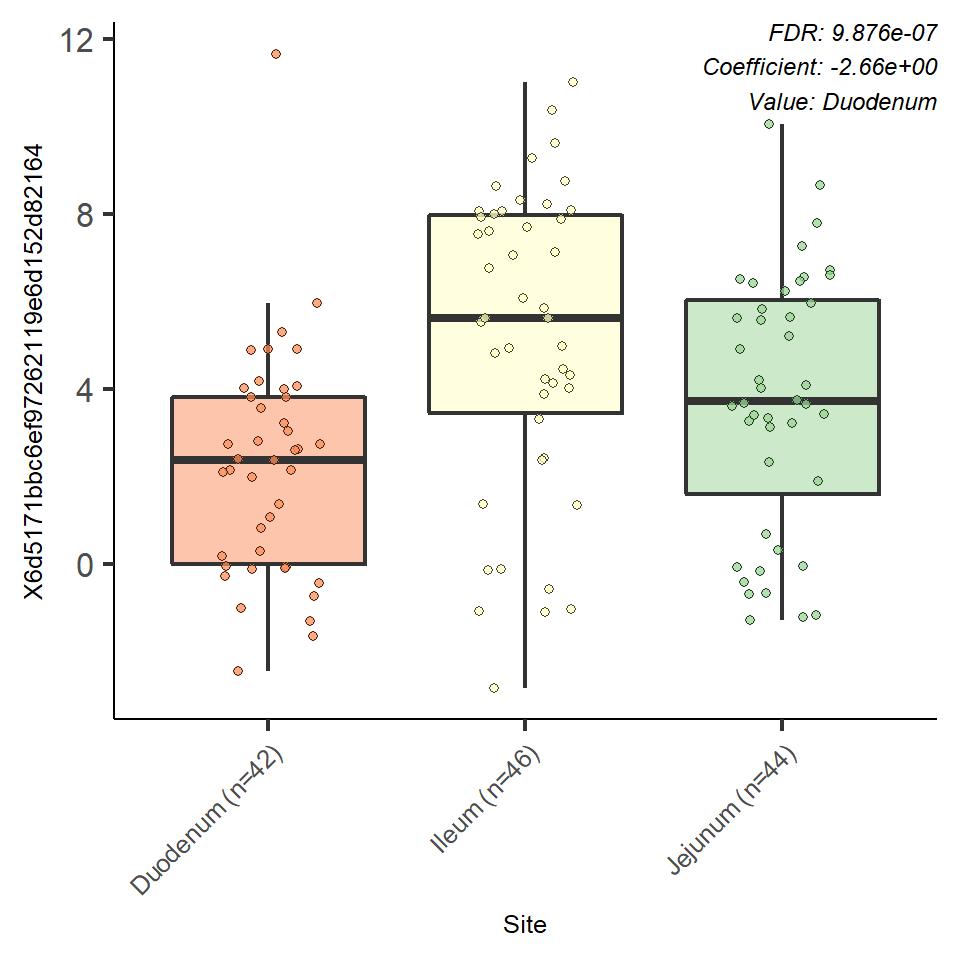 FDR: 9.876e-07
Coefficient: -2.66e+00
Value: Duodenum
12
8
4
0
X6d5171bbc6ef97262119e6d152d82164
Duodenum (n=42)
Ileum (n=46)
Jejunum (n=44)
Site